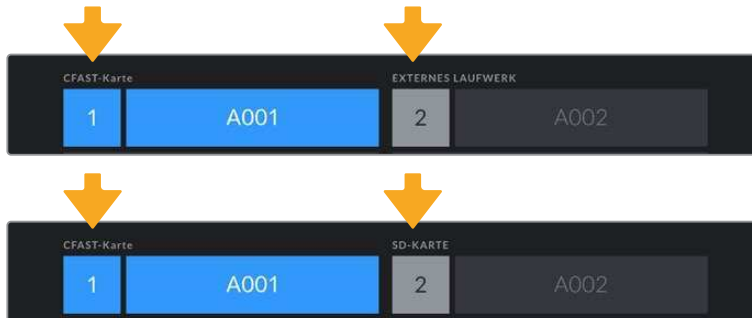 CFAST-Karte EXTERNES LAUFWERK
1 A001 2 A002
CFAST-Karte SD-KARTE
1 A001 2 A002